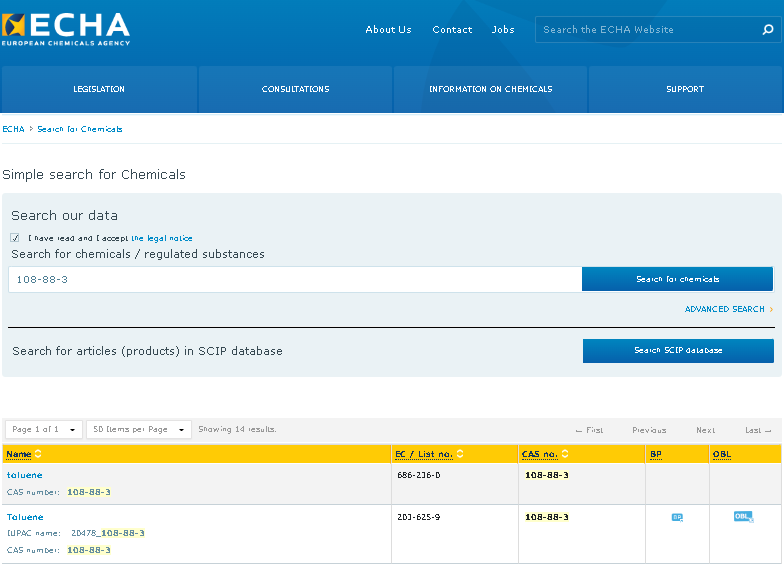 ECHA
EUROPEAN CHEMICALS AGENCY
About Us Contact Jobs Search the ECHA Website
LEGISLATION CONSULTATIONS INFORMATION ON CHEMICALS SUPPORT
ECHA > Search for Chemicals
Simple search for Chemicals
Search our data
I have read and I accept the legal notice
Search for chemicals / regulated substances
108-88-3 Search for chemicals
ADVANCED SEARCH >
Search for articles (products) in SCIP database Search SCIP database
Page 1 of 1 50 Items per Page Showing 14 results. ← First Previous Next Last →
Name EC / List no. CAS no. BP OBL
toluene 686-236-0 108-88-3
CAS number: 108-88-3
Toluene 203-625-9 108-88-3 BP OBL
IUPAC name: 20478_108-88-3
CAS number: 108-88-3